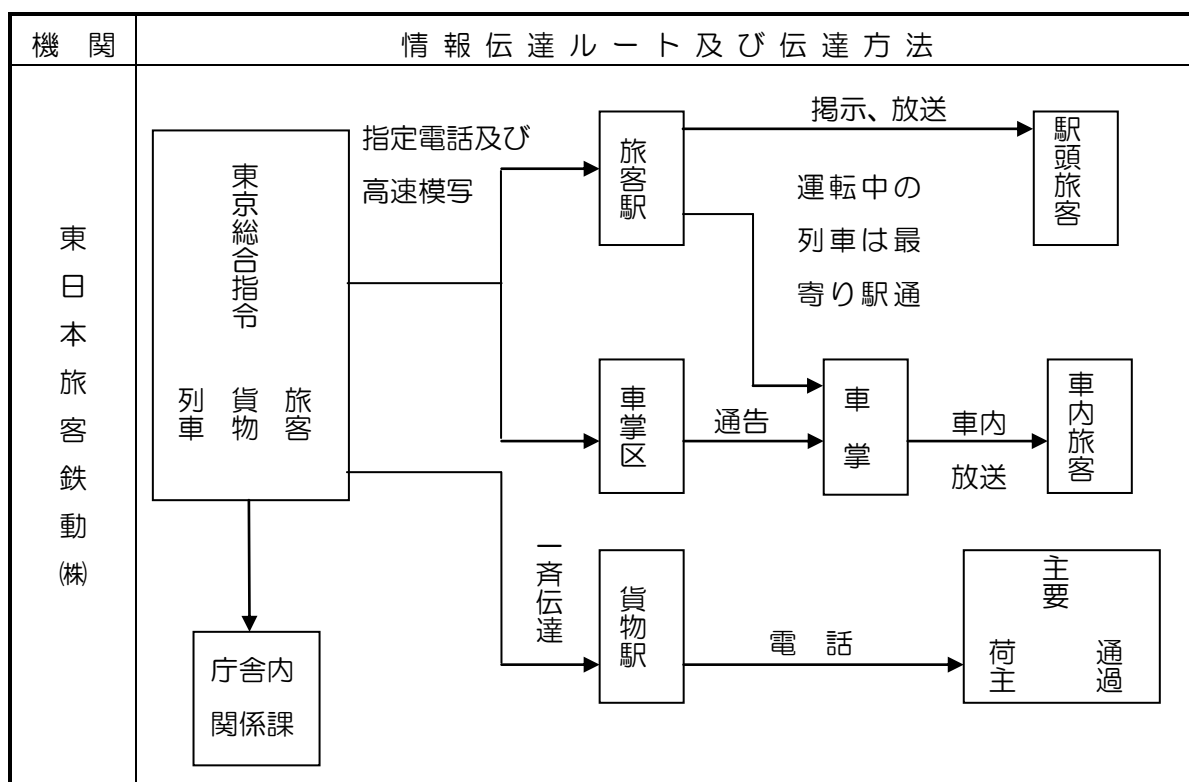 機関
情報伝達ルート及び伝達方法
東日本旅客鉄動㈱
東京総合指令
旅客
貨物
列車
指定電話及び
高速模写
旅客駅
掲示、放送
駅頭旅客
運転中の
列車は最
寄り駅通
車掌区
通告
車掌
車内
放送
車内旅客
一斉伝達
貨物駅
電話
主要
通過
荷主
庁舎内
関係課